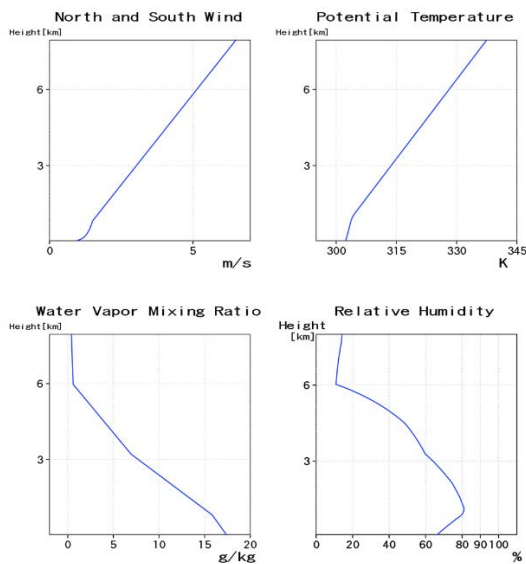 North and South Wind
Height[km]
6
3
0 5
m/s
Potential Temperature
Height[km]
6
3
300 315 330 345
K
Water Vapor Mixing Ratio
Height[km]
6
3
0 5 10 15 20
g/kg
Relative Humidity
Height
[km]
6
3
0 20 40 60 80 90 100
%